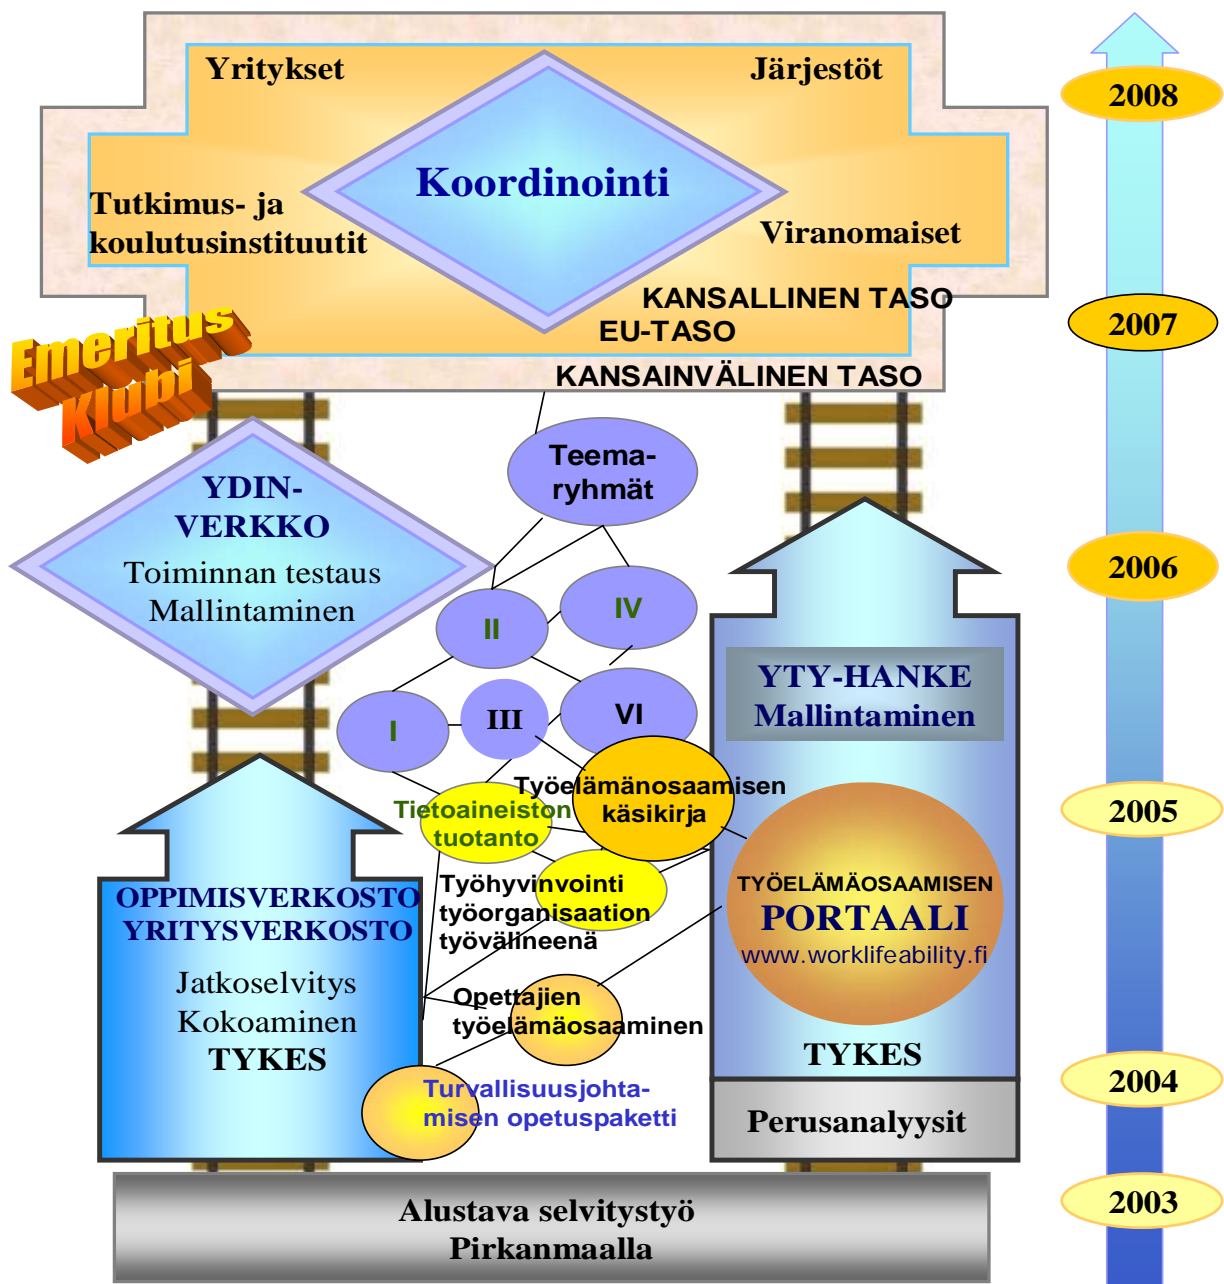 Yritykset
Järjestöt
2008
Koordinointi
Tutkimus- ja
koulutusinstituutit
Viranomaiset
KANSALLINEN TASO
EU-TASO
2007
KANSAINVÄLINEN TASO
Emeritus
Klubi
Teema-
ryhmät
YDIN-
VERKKO
Toiminnan testaus
Mallintaminen
2006
II
IV
I
III
VI
YTY-HANKE
Mallintaminen
Työelämänosaamisen
käsikirja
Tietoaineiston
tuotanto
2005
OPPIMISVERKOSTO
YRITYSVERKOSTO
Jatkoselvitys
Kokoaminen
TYKES
Työhyvinvointi
työorganisaation
työvälineenä
TYÖELÄMÄOSAAMISEN
PORTAALI
www.worklifeability.fi
Opettajien
työelämäosaaminen
TYKES
2004
Turvallisuusjohta-
misen opetuspaketti
Perusanalyysit
2003
Alustava selvitystyö
Pirkanmaalla